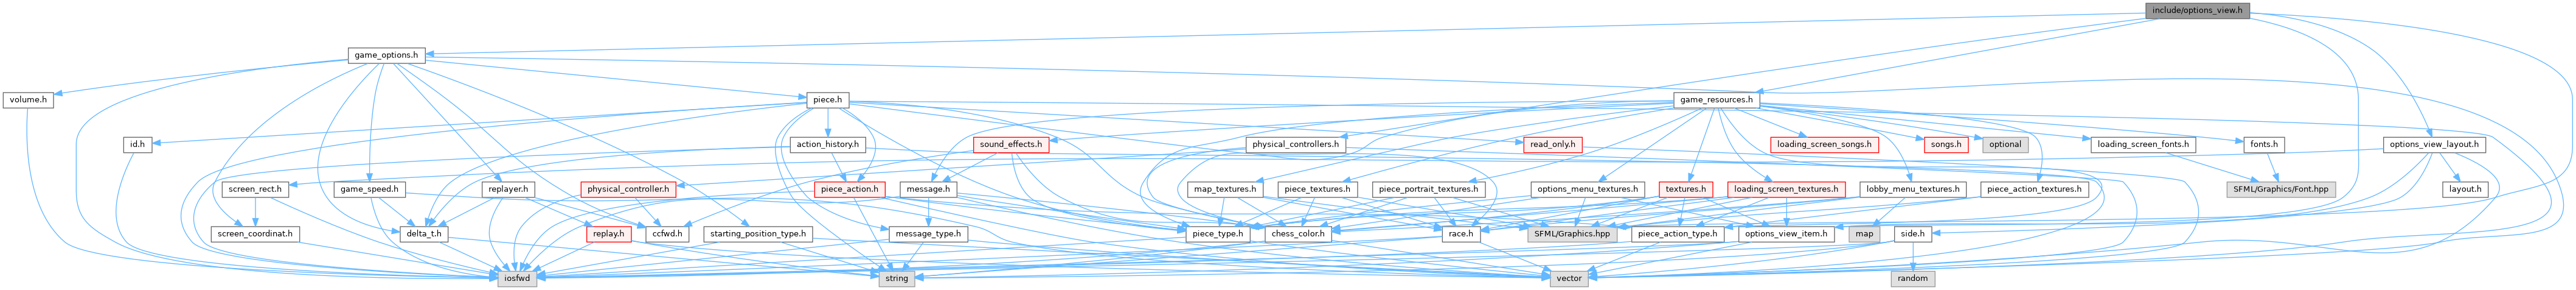 include/options_view.h
game_options.h
volume.h
piece.h
game_resources.h
id.h
action_history.h
sound_effects.h
physical_controllers.h
read_only.h
loading_screen_songs.h
songs.h
optional
loading_screen_fonts.h
fonts.h
options_view_layout.h
screen_rect.h
game_speed.h
replayer.h
physical_controller.h
piece_action.h
message.h
map_textures.h
piece_textures.h
piece_portrait_textures.h
options_menu_textures.h
textures.h
loading_screen_textures.h
lobby_menu_textures.h
piece_action_textures.h
SFML/Graphics/Font.hpp
layout.h
screen_coordinat.h
delta_t.h
replay.h
ccfwd.h
starting_position_type.h
message_type.h
piece_type.h
chess_color.h
race.h
SFML/Graphics.hpp
piece_action_type.h
options_view_item.h
map
side.h
iosfwd
string
vector
random